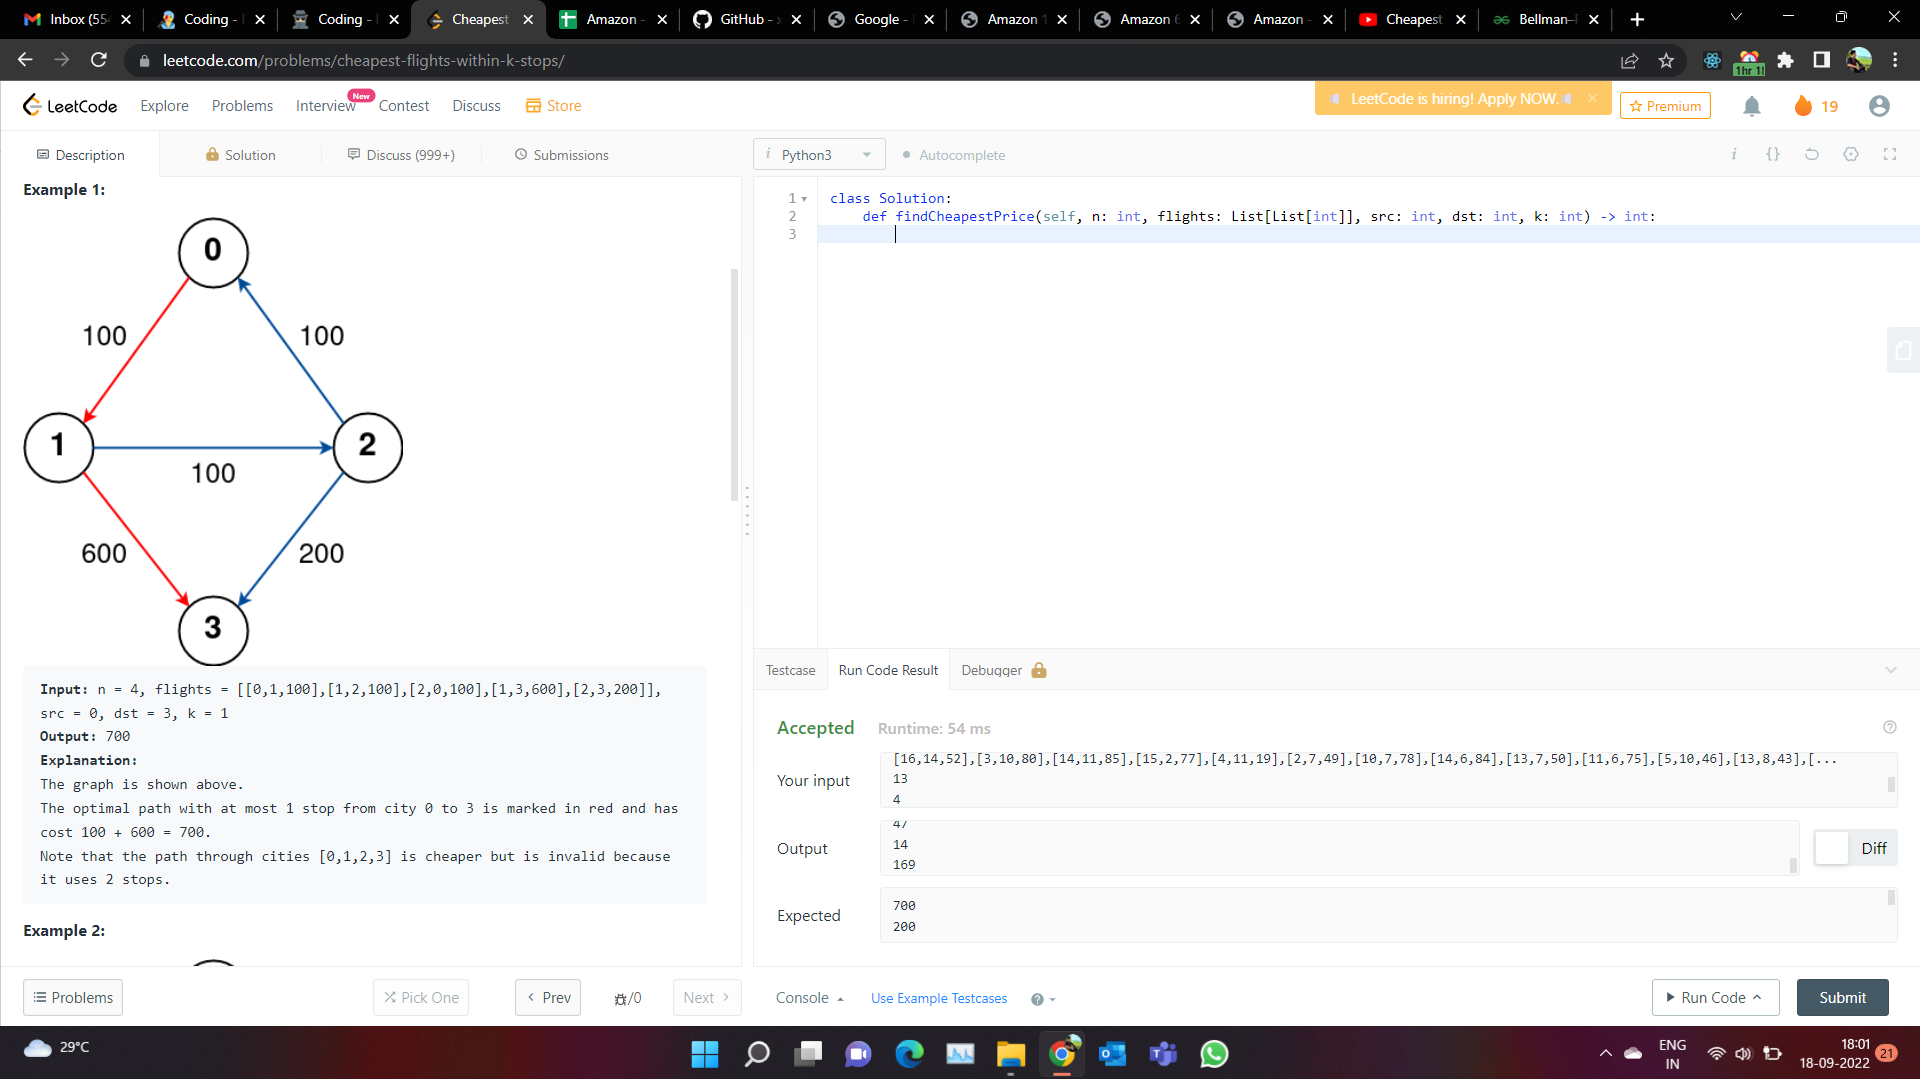 Inbox (554
Coding -
Coding -
Cheapest
Amazon -
GitHub -
Google -
Amazon
Amazon
Amazon -
Cheapest
Bellman-
leetcode.com/problems/cheapest-flights-within-k-stops/
LeetCode
Explore
Problems
Interview
New
Contest
Discuss
Store
LeetCode is hiring! Apply NOW.
Premium
19
Description
Solution
Discuss (999+)
Submissions
i Python3
Autocomplete
Example 1:
0
100
100
1
2
100
600
200
3
Input: n = 4, flights = [[0,1,100],[1,2,100],[2,0,100],[1,3,600],[2,3,200]],
src = 0, dst = 3, k = 1
Output: 700
Explanation:
The graph is shown above.
The optimal path with at most 1 stop from city 0 to 3 is marked in red and has
cost 100 + 600 = 700.
Note that the path through cities [0,1,2,3] is cheaper but is invalid because
it uses 2 stops.
Example 2:
1 class Solution:
2 def findCheapestPrice(self, n: int, flights: List[List[int]], src: int, dst: int, k: int) -> int:
3
Testcase
Run Code Result
Debugger
Accepted
Runtime: 54 ms
Your input
[16,14,52],[3,10,80],[14,11,85],[15,2,77],[4,11,19],[2,7,49],[10,7,78],[14,6,84],[13,7,50],[11,6,75],[5,10,46],[13,8,43],[...
13
4
Output
47
14
169
Diff
Expected
700
200
Problems
Pick One
Prev
/0
Next
Console
Use Example Testcases
Run Code
Submit
29°C
ENG
IN
18:01
18-09-2022
21